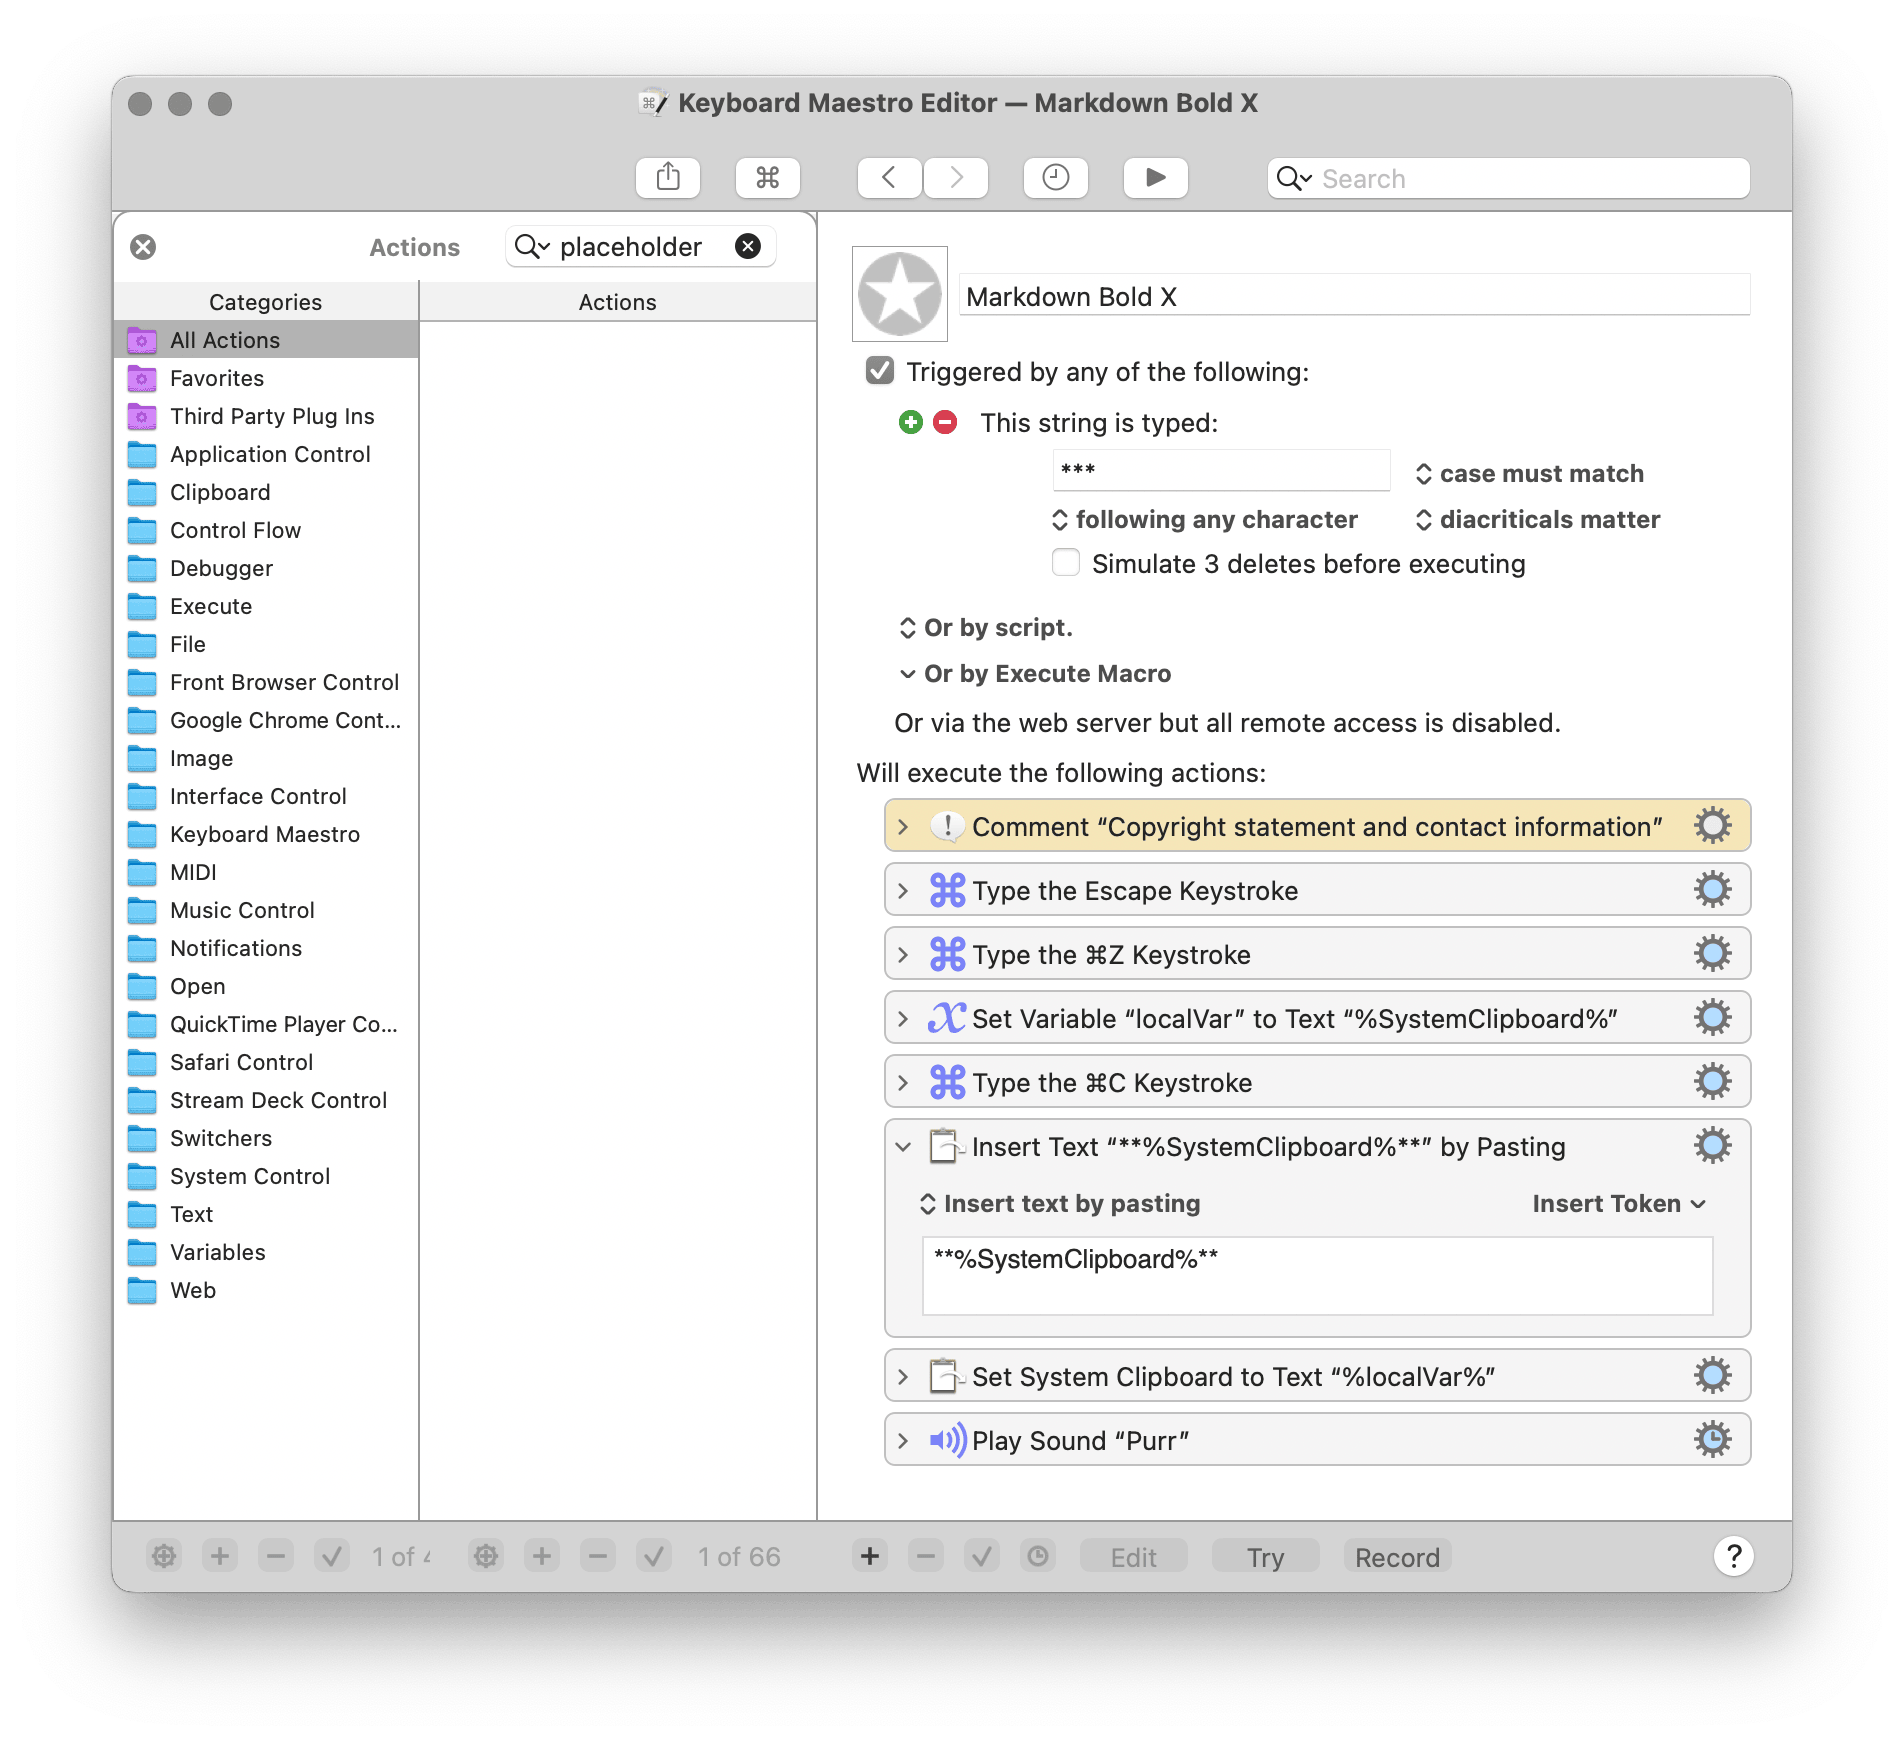 Keyboard Maestro Editor — Markdown Bold X
Search
Actions
placeholder
Categories
Actions
All Actions
Favorites
Third Party Plug Ins
Application Control
Clipboard
Control Flow
Debugger
Execute
File
Front Browser Control
Google Chrome Cont...
Image
Interface Control
Keyboard Maestro
MIDI
Music Control
Notifications
Open
QuickTime Player Co...
Safari Control
Stream Deck Control
Switchers
System Control
Text
Variables
Web
Markdown Bold X
Triggered by any of the following:
This string is typed:
*** case must match
following any character diacriticals matter
Simulate 3 deletes before executing
Or by script.
Or by Execute Macro
Or via the web server but all remote access is disabled.
Will execute the following actions:
Comment “Copyright statement and contact information”
Type the Escape Keystroke
Type the ⌘Z Keystroke
Set Variable “localVar” to Text “%SystemClipboard%”
Type the ⌘C Keystroke
Insert Text “**%SystemClipboard%**” by Pasting
Insert text by pasting Insert Token
**%SystemClipboard%**
Set System Clipboard to Text “%localVar%”
Play Sound “Purr”
1 of
1 of 66
Edit Try Record ?